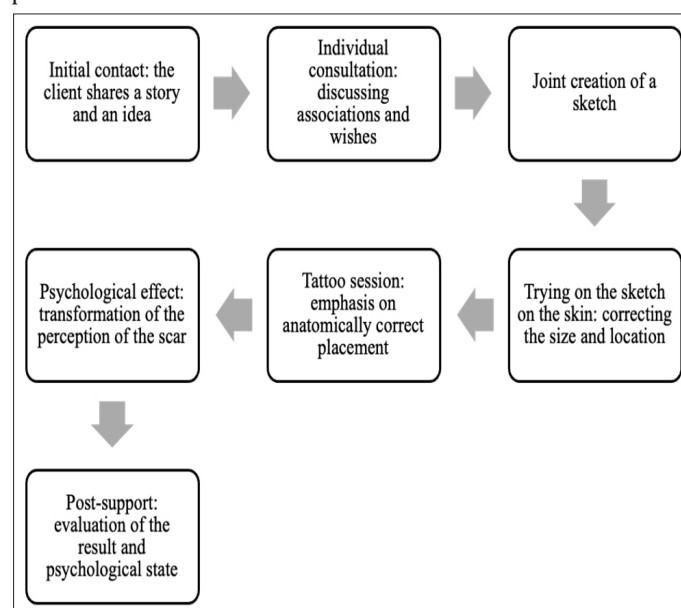 Initial contact: the
client shares a story
and an idea
Individual
consultation:
discussing
associations and
wishes
Joint creation of a
sketch
Trying on the sketch
on the skin: correcting
the size and location
Tattoo session:
emphasis on
anatomically correct
placement
Psychological effect:
transformation of the
perception of the scar
Post-support:
evaluation of the
result and
psychological state